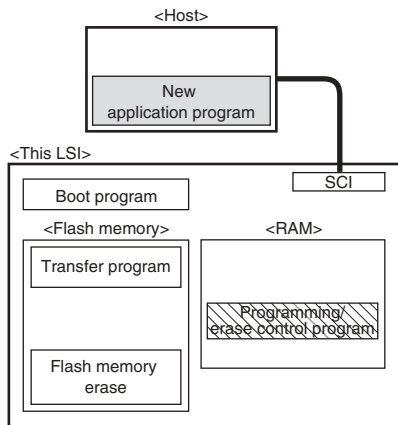 <Host>
New
application program
<This LSI>
SCI
Boot program
<Flash memory>
<RAM>
Transfer program
Programming/
erase control program
Flash memory
erase